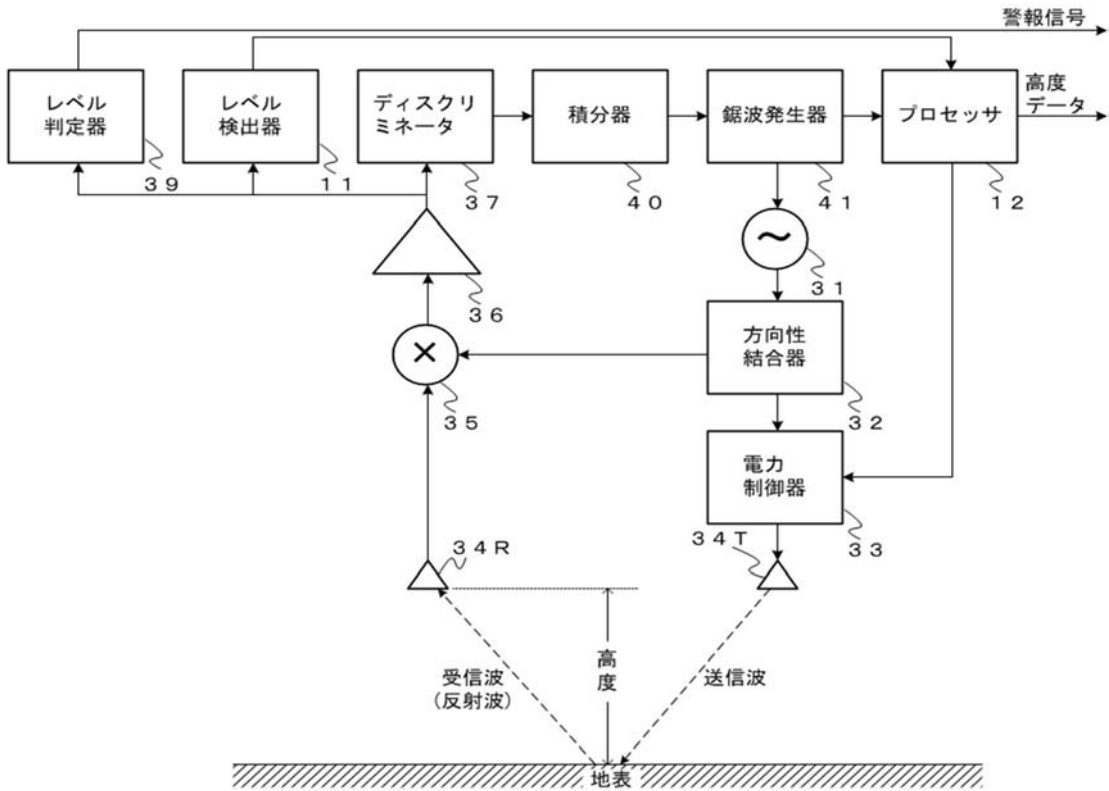 警報信号
レベル
判定器
レベル
検出器
ディスクリ
ミネータ
積分器
鋸波発生器
プロセッサ
高度
データ
39
11
37
40
41
12
～
31
36
×
35
方向性
結合器
32
電力
制御器
33
34R
34T
高度
受信波
(反射波)
送信波
地表